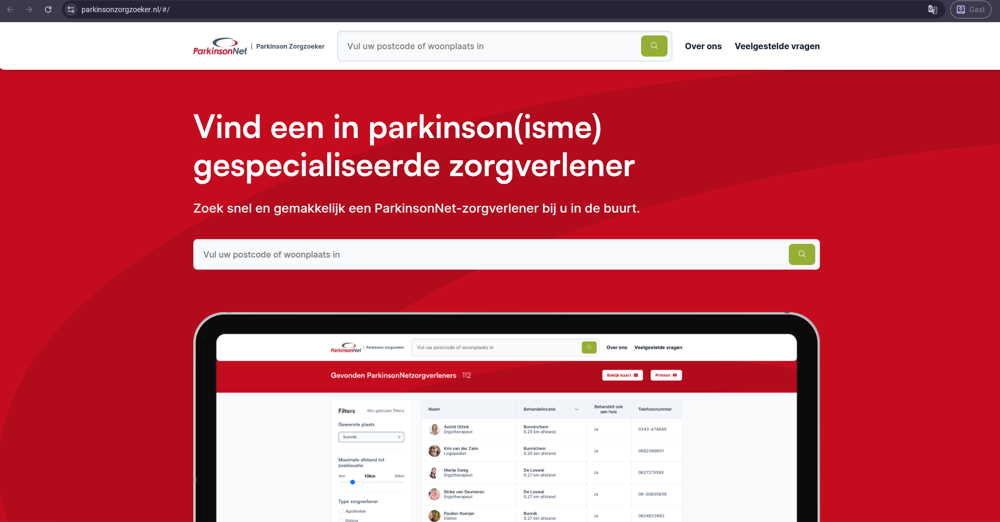 parkinsonzorgzoeker.nl/#/
Gast
ParkinsonNet
Parkinson Zorgzoeker
Vul uw postcode of woonplaats in
Over ons
Veelgestelde vragen
Vind een in parkinson(isme)
gespecialiseerde zorgverlener
Zoek snel en gemakkelijk een ParkinsonNet-zorgverlener bij u in de buurt.
Vul uw postcode of woonplaats in
ParkinsonNet
Parkinson zorgzoeker
Vul uw postcode of woonplaats in
Over ons
Veelgestelde vragen
Gevonden ParkinsonNetzorgverleners 112
Bekijk kaart
Printen
Filters
Wis gekozen filters
Gewenste plaats
bunnik
Maximale afstand tot
zoeklocatie
1km 10km 50km
Type zorgverlener
Apotheker
Diëtist
Naam
Behandellocatie
Behandelt ook
aan huis
Telefoonnummer
Astrid Ottink
Ergotherapeut
Bunninchem
0.25 km afstand
Ja
0343-474849
Kim van der Zalm
Logopedist
Bunnichem
0.25 km afstand
Ja
0682369651
Marije Eweg
Ergotherapeut
De Loswal
0.27 km afstand
Ja
0627275595
Binke van Seumeren
Ergotherapeut
De Loswal
0.27 km afstand
Ja
06-30605609
Paulien Koenjer
Diëtist
Bunnik
0.27 km afstand
Ja
0624623962